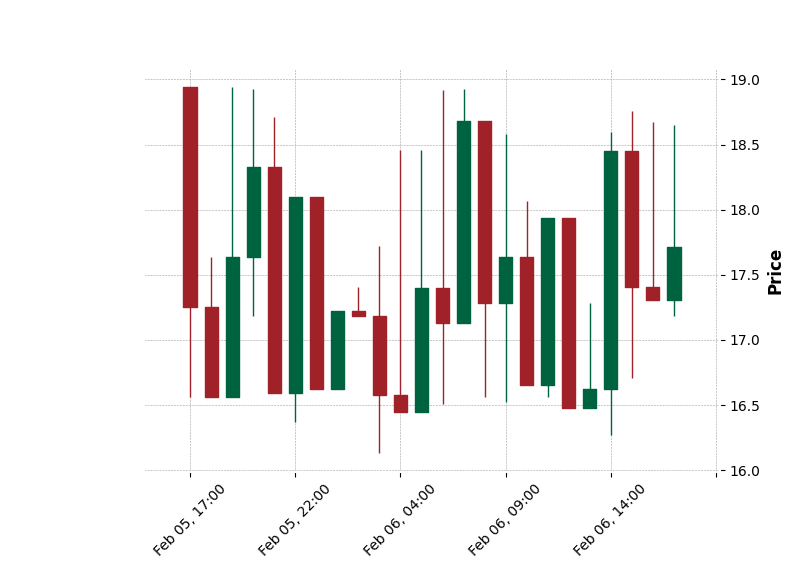 19.0
18.5
18.0
17.5
17.0
16.5
16.0
Price
Feb 05, 17:00
Feb 05, 22:00
Feb 06, 04:00
Feb 06, 09:00
Feb 06, 14:00